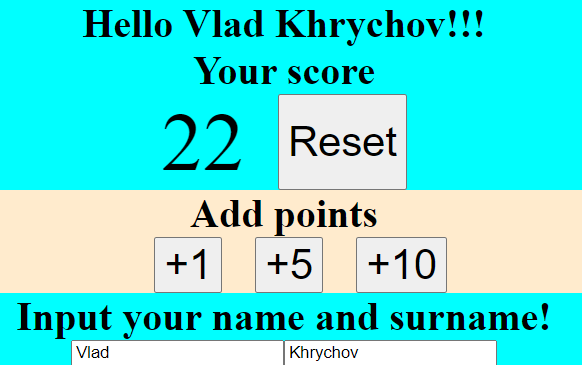 Hello Vlad Khrychov!!!
Your score
22 Reset
Add points
+1 +5 +10
Input your name and surname!
Vlad Khrychov